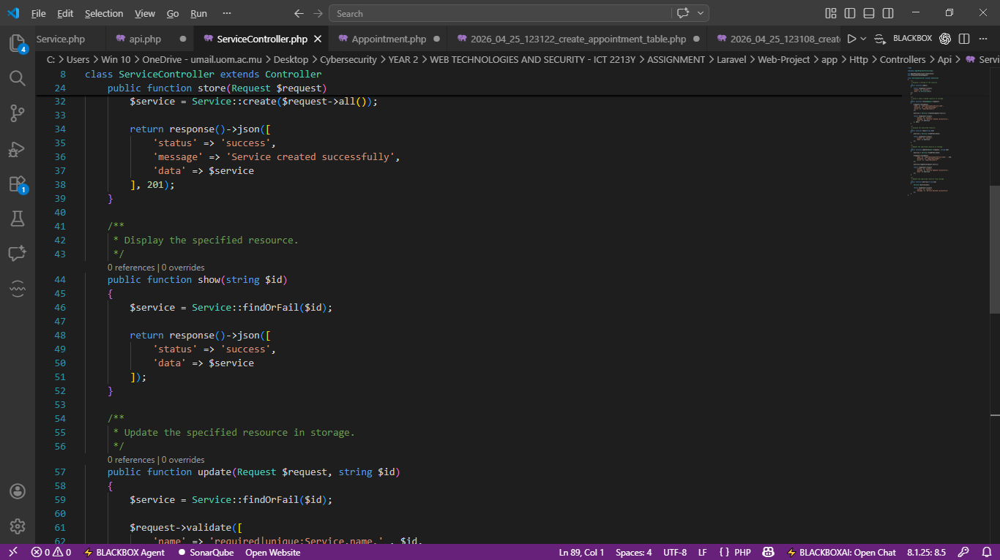 File Edit Selection View Go Run ··· Search
Service.php api.php ServiceController.php Appointment.php 2026_04_25_123122_create_appointment_table.php 2026_04_25_123108_creat BLACKBOX
C: > Users > Win 10 > OneDrive - umail.uom.ac.mu > Desktop > Cybersecurity > YEAR 2 > WEB TECHNOLOGIES AND SECURITY - ICT 2213Y > ASSIGNMENT > Laravel > Web-Project > app > Http > Controllers > Api > Servi
8 class ServiceController extends Controller
24 public function store(Request $request)
32 $service = Service::create($request->all());
33
34 return response()->json([
35 'status' => 'success',
36 'message' => 'Service created successfully',
37 'data' => $service
38 ], 201);
39 }
40
41 /**
42 * Display the specified resource.
43 */
0 references | 0 overrides
44 public function show(string $id)
45 {
46 $service = Service::findOrFail($id);
47
48 return response()->json([
49 'status' => 'success',
50 'data' => $service
51 ]);
52 }
53
54 /**
55 * Update the specified resource in storage.
56 */
0 references | 0 overrides
57 public function update(Request $request, string $id)
58 {
59 $service = Service::findOrFail($id);
60
61 $request->validate([
62 'name' => 'required|unique:Service,name,' . $id,
4
1
0 0 BLACKBOX Agent SonarQube Open Website Ln 89, Col 1 Spaces: 4 UTF-8 LF {} PHP BLACKBOXAI: Open Chat 8.1.25: 8.5